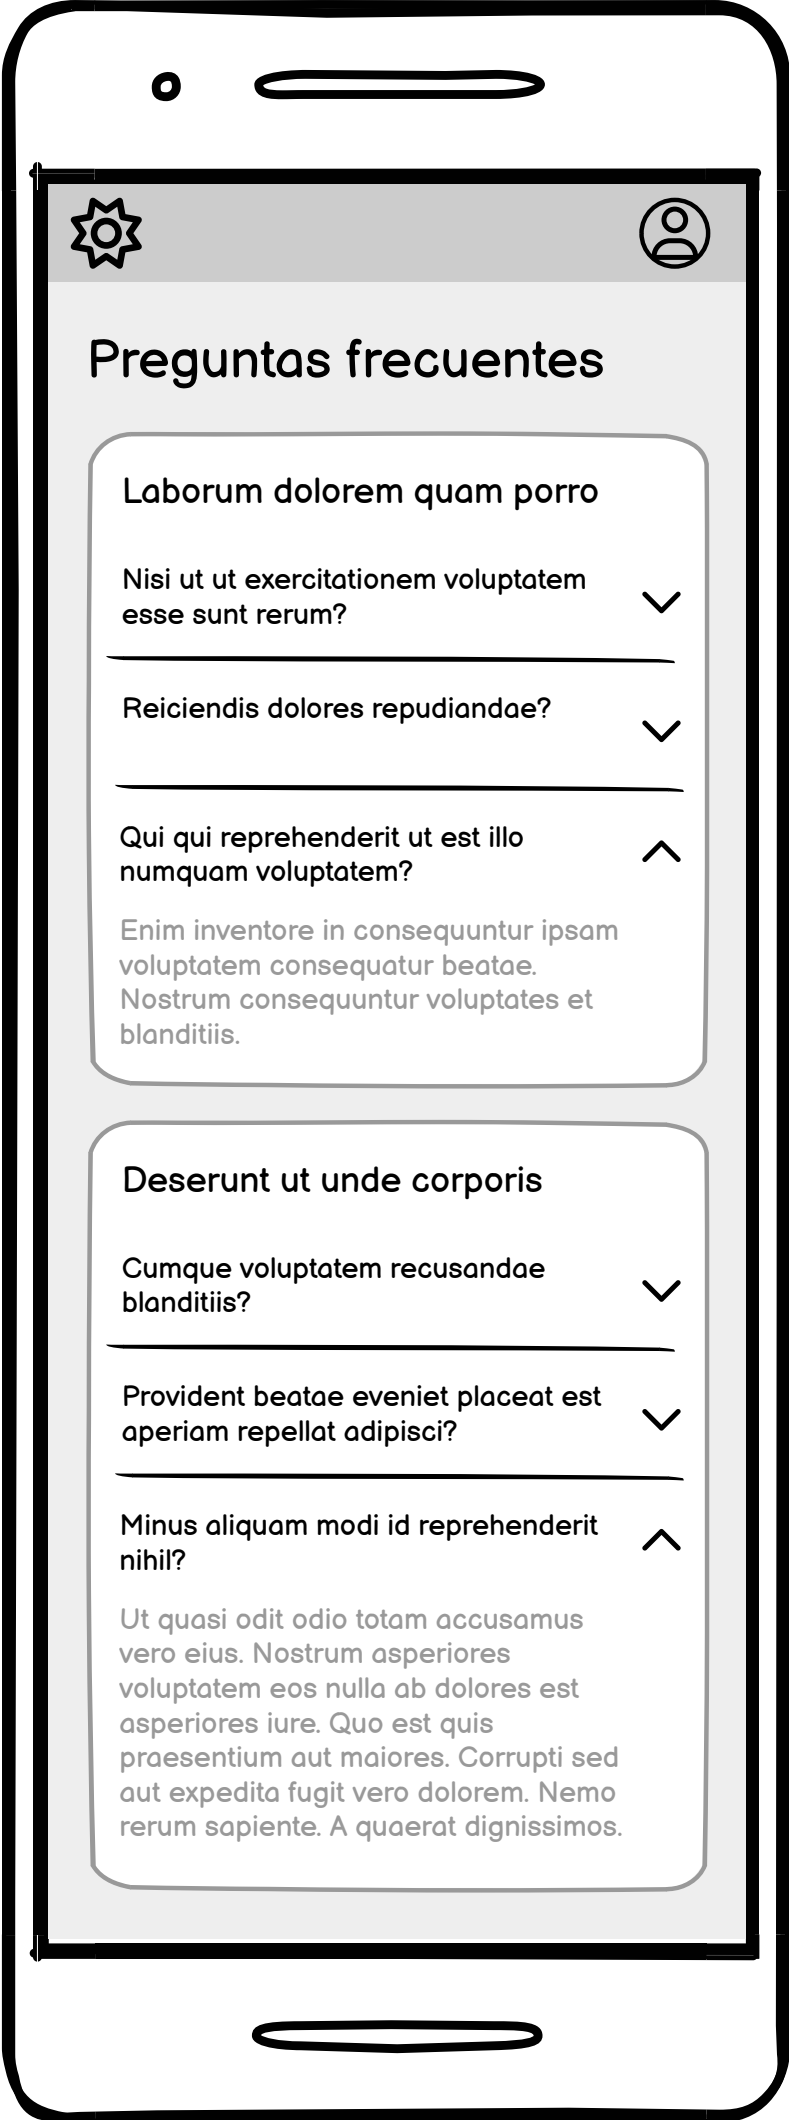 Preguntas frecuentes
Laborum dolorem quam porro
Nisi ut ut exercitationem voluptatem
esse sunt rerum?
Reiciendis dolores repudiandae?
Qui qui reprehenderit ut est illo
numquam voluptatem?
Enim inventore in consequuntur ipsam
voluptatem consequatur beatae.
Nostrum consequuntur voluptates et
blanditiis.
Deserunt ut unde corporis
Cumque voluptatem recusandae
blanditiis?
Provident beatae eveniet placeat est
aperiam repellat adipisci?
Minus aliquam modi id reprehenderit
nihil?
Ut quasi odit odio totam accusamus
vero eius. Nostrum asperiores
voluptatem eos nulla ab dolores est
asperiores iure. Quo est quis
praesentium aut maiores. Corrupti sed
aut expedita fugit vero dolorem. Nemo
rerum sapiente. A quaerat dignissimos.